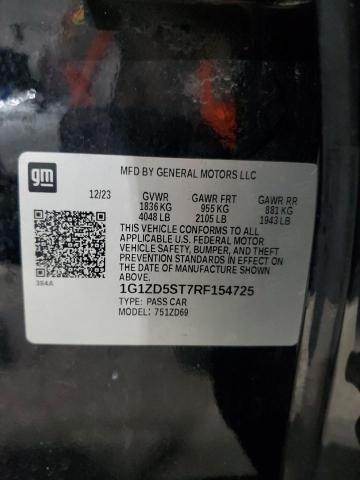 gm
MFD BY GENERAL MOTORS LLC
12/23 GVWR GAWR FRT GAWR RR
1836 KG 955 KG 881 KG
4048 LB 2105 LB 1943 LB
THIS VEHICLE CONFORMS TO ALL
APPLICABLE U.S. FEDERAL MOTOR
VEHICLE SAFETY, BUMPER, AND THEFT
PREVENTION STANDARDS IN EFFECT
ON THE DATE OF MANUFACTURE SHOWN
ABOVE.
384A
1G1ZD5ST7RF154725
TYPE: PASS CAR
MODEL: 751ZD69